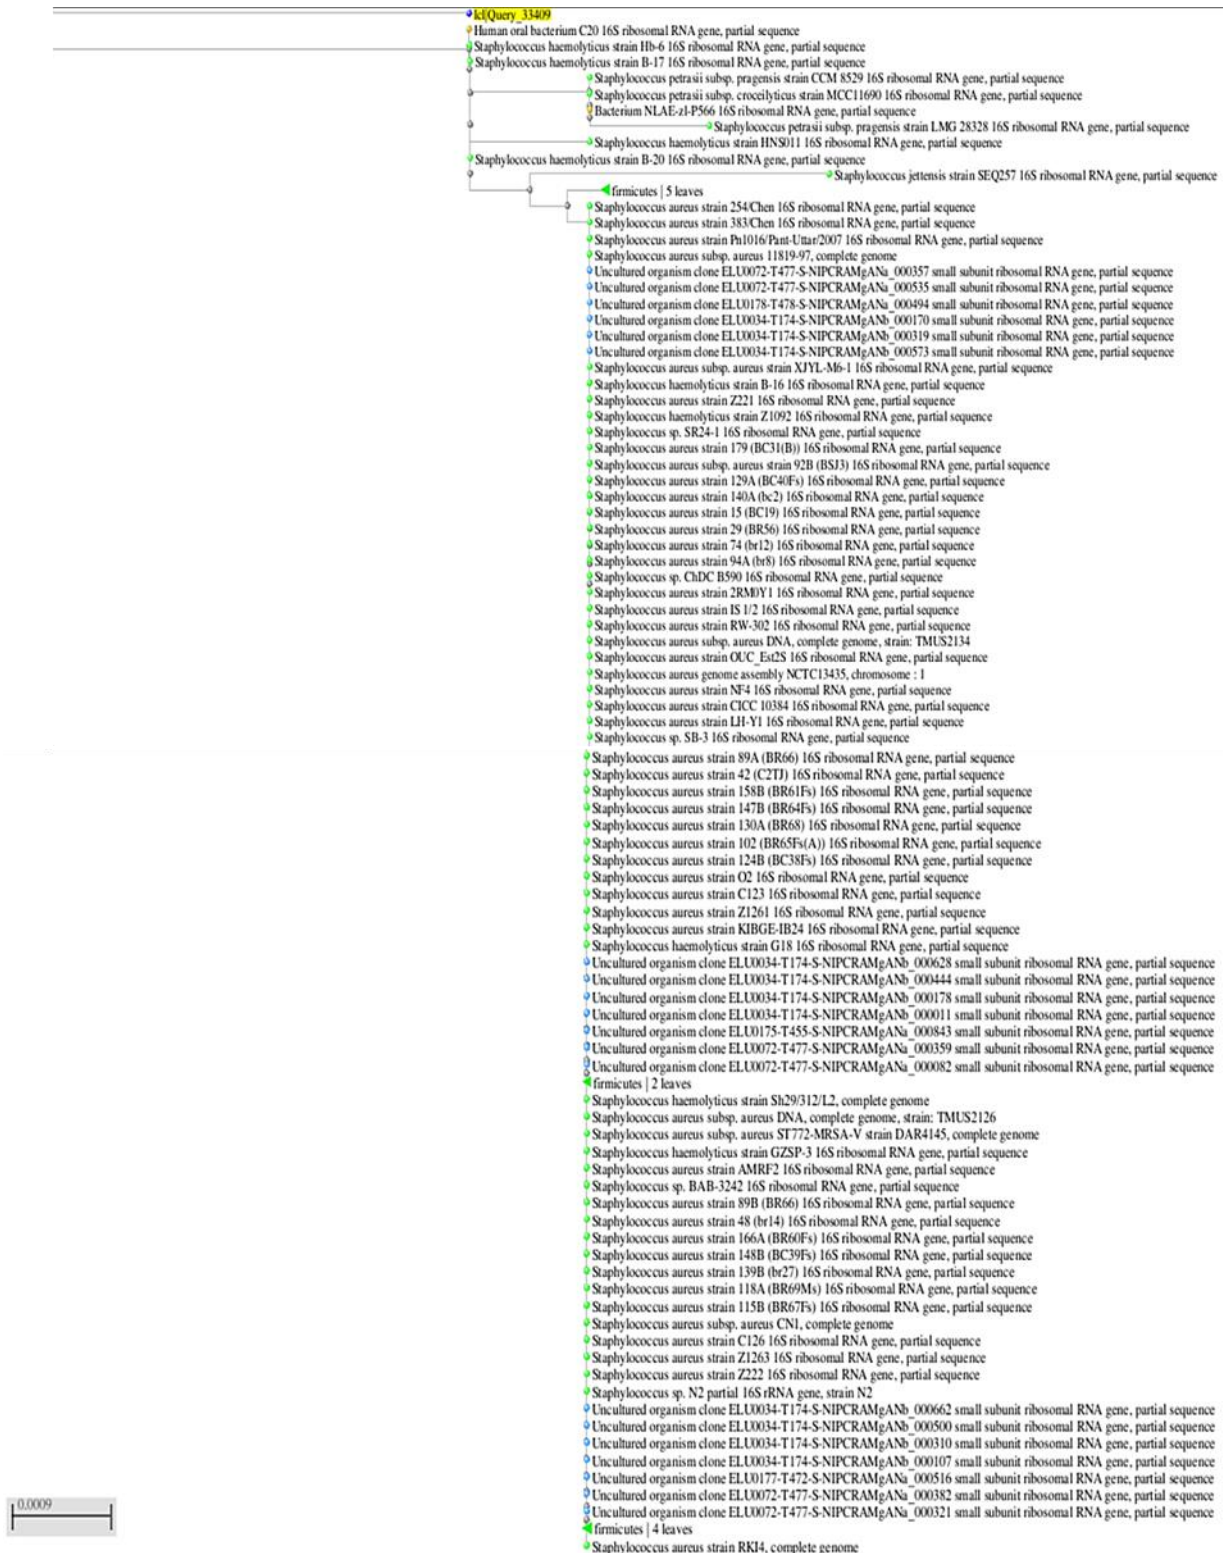 lcl|Query_33409
Human oral bacterium C20 16S ribosomal RNA gene, partial sequence
Staphylococcus haemolyticus strain Hb-6 16S ribosomal RNA gene, partial sequence
Staphylococcus haemolyticus strain B-17 16S ribosomal RNA gene, partial sequence
Staphylococcus petrasii subsp. pragensis strain CCM 8529 16S ribosomal RNA gene, partial sequence
Staphylococcus petrasii subsp. croceilyticus strain MCC11690 16S ribosomal RNA gene, partial sequence
Bacterium NLAE-zl-P566 16S ribosomal RNA gene, partial sequence
Staphylococcus petrasii subsp. pragensis strain LMG 28328 16S ribosomal RNA gene, partial sequence
Staphylococcus haemolyticus strain HNS011 16S ribosomal RNA gene, partial sequence
Staphylococcus haemolyticus strain B-20 16S ribosomal RNA gene, partial sequence
Staphylococcus jettensis strain SEQ257 16S ribosomal RNA gene, partial sequence
firmicutes | 5 leaves
Staphylococcus aureus strain 254/Chen 16S ribosomal RNA gene, partial sequence
Staphylococcus aureus strain 383/Chen 16S ribosomal RNA gene, partial sequence
Staphylococcus aureus strain Pn1016/Pant-Uttar/2007 16S ribosomal RNA gene, partial sequence
Staphylococcus aureus subsp. aureus 11819-97, complete genome
Uncultured organism clone ELU0072-T477-S-NIPCRAMgANa_000357 small subunit ribosomal RNA gene, partial sequence
Uncultured organism clone ELU0072-T477-S-NIPCRAMgANa_000535 small subunit ribosomal RNA gene, partial sequence
Uncultured organism clone ELU0178-T478-S-NIPCRAMgANa_000494 small subunit ribosomal RNA gene, partial sequence
Uncultured organism clone ELU0034-T174-S-NIPCRAMgANb_000170 small subunit ribosomal RNA gene, partial sequence
Uncultured organism clone ELU0034-T174-S-NIPCRAMgANb_000319 small subunit ribosomal RNA gene, partial sequence
Uncultured organism clone ELU0034-T174-S-NIPCRAMgANb_000573 small subunit ribosomal RNA gene, partial sequence
Staphylococcus aureus subsp. aureus strain XJYL-M6-1 16S ribosomal RNA gene, partial sequence
Staphylococcus haemolyticus strain B-16 16S ribosomal RNA gene, partial sequence
Staphylococcus aureus strain Z221 16S ribosomal RNA gene, partial sequence
Staphylococcus haemolyticus strain Z1092 16S ribosomal RNA gene, partial sequence
Staphylococcus sp. SR24-1 16S ribosomal RNA gene, partial sequence
Staphylococcus aureus strain 179 (BC31(B)) 16S ribosomal RNA gene, partial sequence
Staphylococcus aureus subsp. aureus strain 92B (BSJ3) 16S ribosomal RNA gene, partial sequence
Staphylococcus aureus strain 129A (BC40Fs) 16S ribosomal RNA gene, partial sequence
Staphylococcus aureus strain 140A (bc2) 16S ribosomal RNA gene, partial sequence
Staphylococcus aureus strain 15 (BC19) 16S ribosomal RNA gene, partial sequence
Staphylococcus aureus strain 29 (BR56) 16S ribosomal RNA gene, partial sequence
Staphylococcus aureus strain 74 (br12) 16S ribosomal RNA gene, partial sequence
Staphylococcus aureus strain 94A (br8) 16S ribosomal RNA gene, partial sequence
Staphylococcus sp. ChDC B590 16S ribosomal RNA gene, partial sequence
Staphylococcus aureus strain 2RM0Y1 16S ribosomal RNA gene, partial sequence
Staphylococcus aureus strain IS 1/2 16S ribosomal RNA gene, partial sequence
Staphylococcus aureus strain RW-302 16S ribosomal RNA gene, partial sequence
Staphylococcus aureus subsp. aureus DNA, complete genome, strain: TMUS2134
Staphylococcus aureus strain OUC_Est2S 16S ribosomal RNA gene, partial sequence
Staphylococcus aureus genome assembly NCTC13435, chromosome : 1
Staphylococcus aureus strain NF4 16S ribosomal RNA gene, partial sequence
Staphylococcus aureus strain CICC 10384 16S ribosomal RNA gene, partial sequence
Staphylococcus aureus strain LH-Y1 16S ribosomal RNA gene, partial sequence
Staphylococcus sp. SB-3 16S ribosomal RNA gene, partial sequence
Staphylococcus aureus strain 89A (BR66) 16S ribosomal RNA gene, partial sequence
Staphylococcus aureus strain 42 (C2TJ) 16S ribosomal RNA gene, partial sequence
Staphylococcus aureus strain 158B (BR61Fs) 16S ribosomal RNA gene, partial sequence
Staphylococcus aureus strain 147B (BR64Fs) 16S ribosomal RNA gene, partial sequence
Staphylococcus aureus strain 130A (BR68) 16S ribosomal RNA gene, partial sequence
Staphylococcus aureus strain 102 (BR65Fs(A)) 16S ribosomal RNA gene, partial sequence
Staphylococcus aureus strain 124B (BC38Fs) 16S ribosomal RNA gene, partial sequence
Staphylococcus aureus strain O2 16S ribosomal RNA gene, partial sequence
Staphylococcus aureus strain C123 16S ribosomal RNA gene, partial sequence
Staphylococcus aureus strain Z1261 16S ribosomal RNA gene, partial sequence
Staphylococcus aureus strain KIBGE-IB24 16S ribosomal RNA gene, partial sequence
Staphylococcus haemolyticus strain G18 16S ribosomal RNA gene, partial sequence
Uncultured organism clone ELU0034-T174-S-NIPCRAMgANb_000628 small subunit ribosomal RNA gene, partial sequence
Uncultured organism clone ELU0034-T174-S-NIPCRAMgANb_000444 small subunit ribosomal RNA gene, partial sequence
Uncultured organism clone ELU0034-T174-S-NIPCRAMgANb_000178 small subunit ribosomal RNA gene, partial sequence
Uncultured organism clone ELU0034-T174-S-NIPCRAMgANb_000011 small subunit ribosomal RNA gene, partial sequence
Uncultured organism clone ELU0175-T455-S-NIPCRAMgANa_000843 small subunit ribosomal RNA gene, partial sequence
Uncultured organism clone ELU0072-T477-S-NIPCRAMgANa_000359 small subunit ribosomal RNA gene, partial sequence
Uncultured organism clone ELU0072-T477-S-NIPCRAMgANa_000082 small subunit ribosomal RNA gene, partial sequence
firmicutes | 2 leaves
Staphylococcus haemolyticus strain Sh29/312/L2, complete genome
Staphylococcus aureus subsp. aureus DNA, complete genome, strain: TMUS2126
Staphylococcus aureus subsp. aureus ST772-MRSA-V strain DAR4145, complete genome
Staphylococcus haemolyticus strain GZSP-3 16S ribosomal RNA gene, partial sequence
Staphylococcus aureus strain AMRF2 16S ribosomal RNA gene, partial sequence
Staphylococcus sp. BAB-3242 16S ribosomal RNA gene, partial sequence
Staphylococcus aureus strain 89B (BR66) 16S ribosomal RNA gene, partial sequence
Staphylococcus aureus strain 48 (br14) 16S ribosomal RNA gene, partial sequence
Staphylococcus aureus strain 166A (BR60Fs) 16S ribosomal RNA gene, partial sequence
Staphylococcus aureus strain 148B (BC39Fs) 16S ribosomal RNA gene, partial sequence
Staphylococcus aureus strain 139B (br27) 16S ribosomal RNA gene, partial sequence
Staphylococcus aureus strain 118A (BR69Ms) 16S ribosomal RNA gene, partial sequence
Staphylococcus aureus strain 115B (BR67Fs) 16S ribosomal RNA gene, partial sequence
Staphylococcus aureus subsp. aureus CN1, complete genome
Staphylococcus aureus strain C126 16S ribosomal RNA gene, partial sequence
Staphylococcus aureus strain Z1263 16S ribosomal RNA gene, partial sequence
Staphylococcus aureus strain Z222 16S ribosomal RNA gene, partial sequence
Staphylococcus sp. N2 partial 16S rRNA gene, strain N2
Uncultured organism clone ELU0034-T174-S-NIPCRAMgANb_000662 small subunit ribosomal RNA gene, partial sequence
Uncultured organism clone ELU0034-T174-S-NIPCRAMgANb_000500 small subunit ribosomal RNA gene, partial sequence
Uncultured organism clone ELU0034-T174-S-NIPCRAMgANb_000310 small subunit ribosomal RNA gene, partial sequence
Uncultured organism clone ELU0034-T174-S-NIPCRAMgANb_000107 small subunit ribosomal RNA gene, partial sequence
Uncultured organism clone ELU0177-T472-S-NIPCRAMgANa_000516 small subunit ribosomal RNA gene, partial sequence
Uncultured organism clone ELU0072-T477-S-NIPCRAMgANa_000382 small subunit ribosomal RNA gene, partial sequence
Uncultured organism clone ELU0072-T477-S-NIPCRAMgANa_000321 small subunit ribosomal RNA gene, partial sequence
0.0009
firmicutes | 4 leaves
Staphylococcus aureus strain RKI4, complete genome